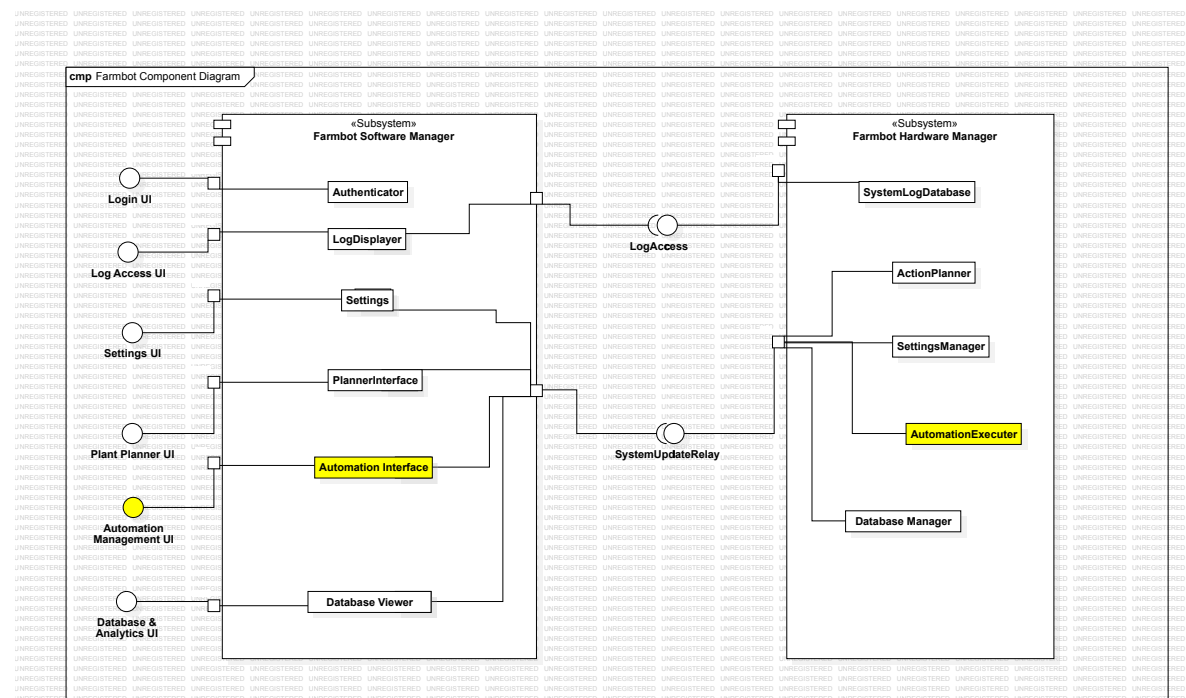 cmp Farmbot Component Diagram
«Subsystem»
Farmbot Software Manager
«Subsystem»
Farmbot Hardware Manager
Login UI
Authenticator
SystemLogDatabase
LogDisplayer
LogAccess
Log Access UI
ActionPlanner
Settings
Settings UI
SettingsManager
PlannerInterface
Plant Planner UI
SystemUpdateRelay
AutomationExecuter
Automation Interface
Automation
Management UI
Database Manager
Database Viewer
Database &
Analytics UI